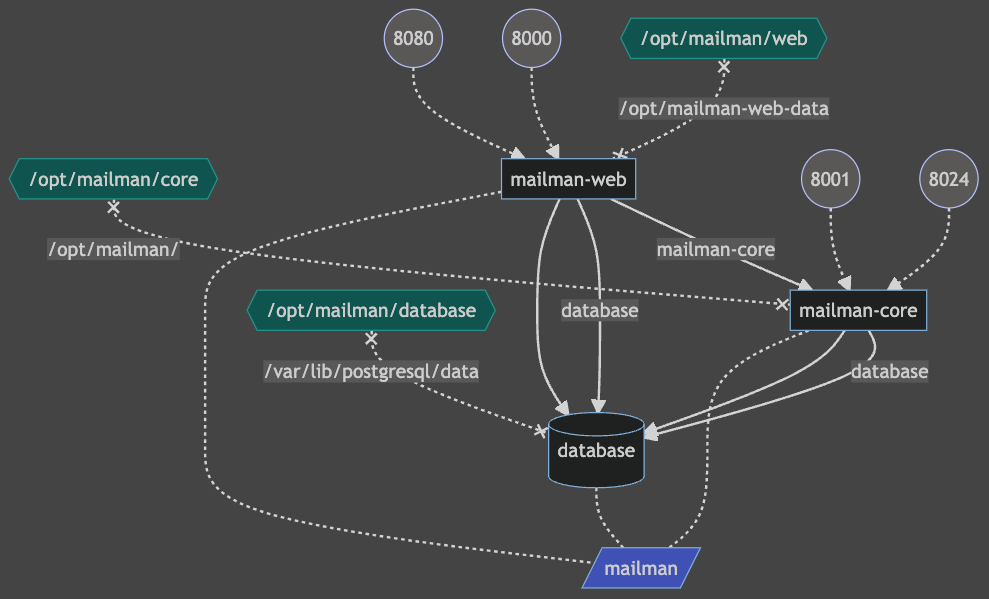 8080
8000
/opt/mailman/web
/opt/mailman-web-data
/opt/mailman/core
mailman-web
8001
8024
/opt/mailman/
mailman-core
/opt/mailman/database
database
mailman-core
/var/lib/postgresql/data
database
database
mailman